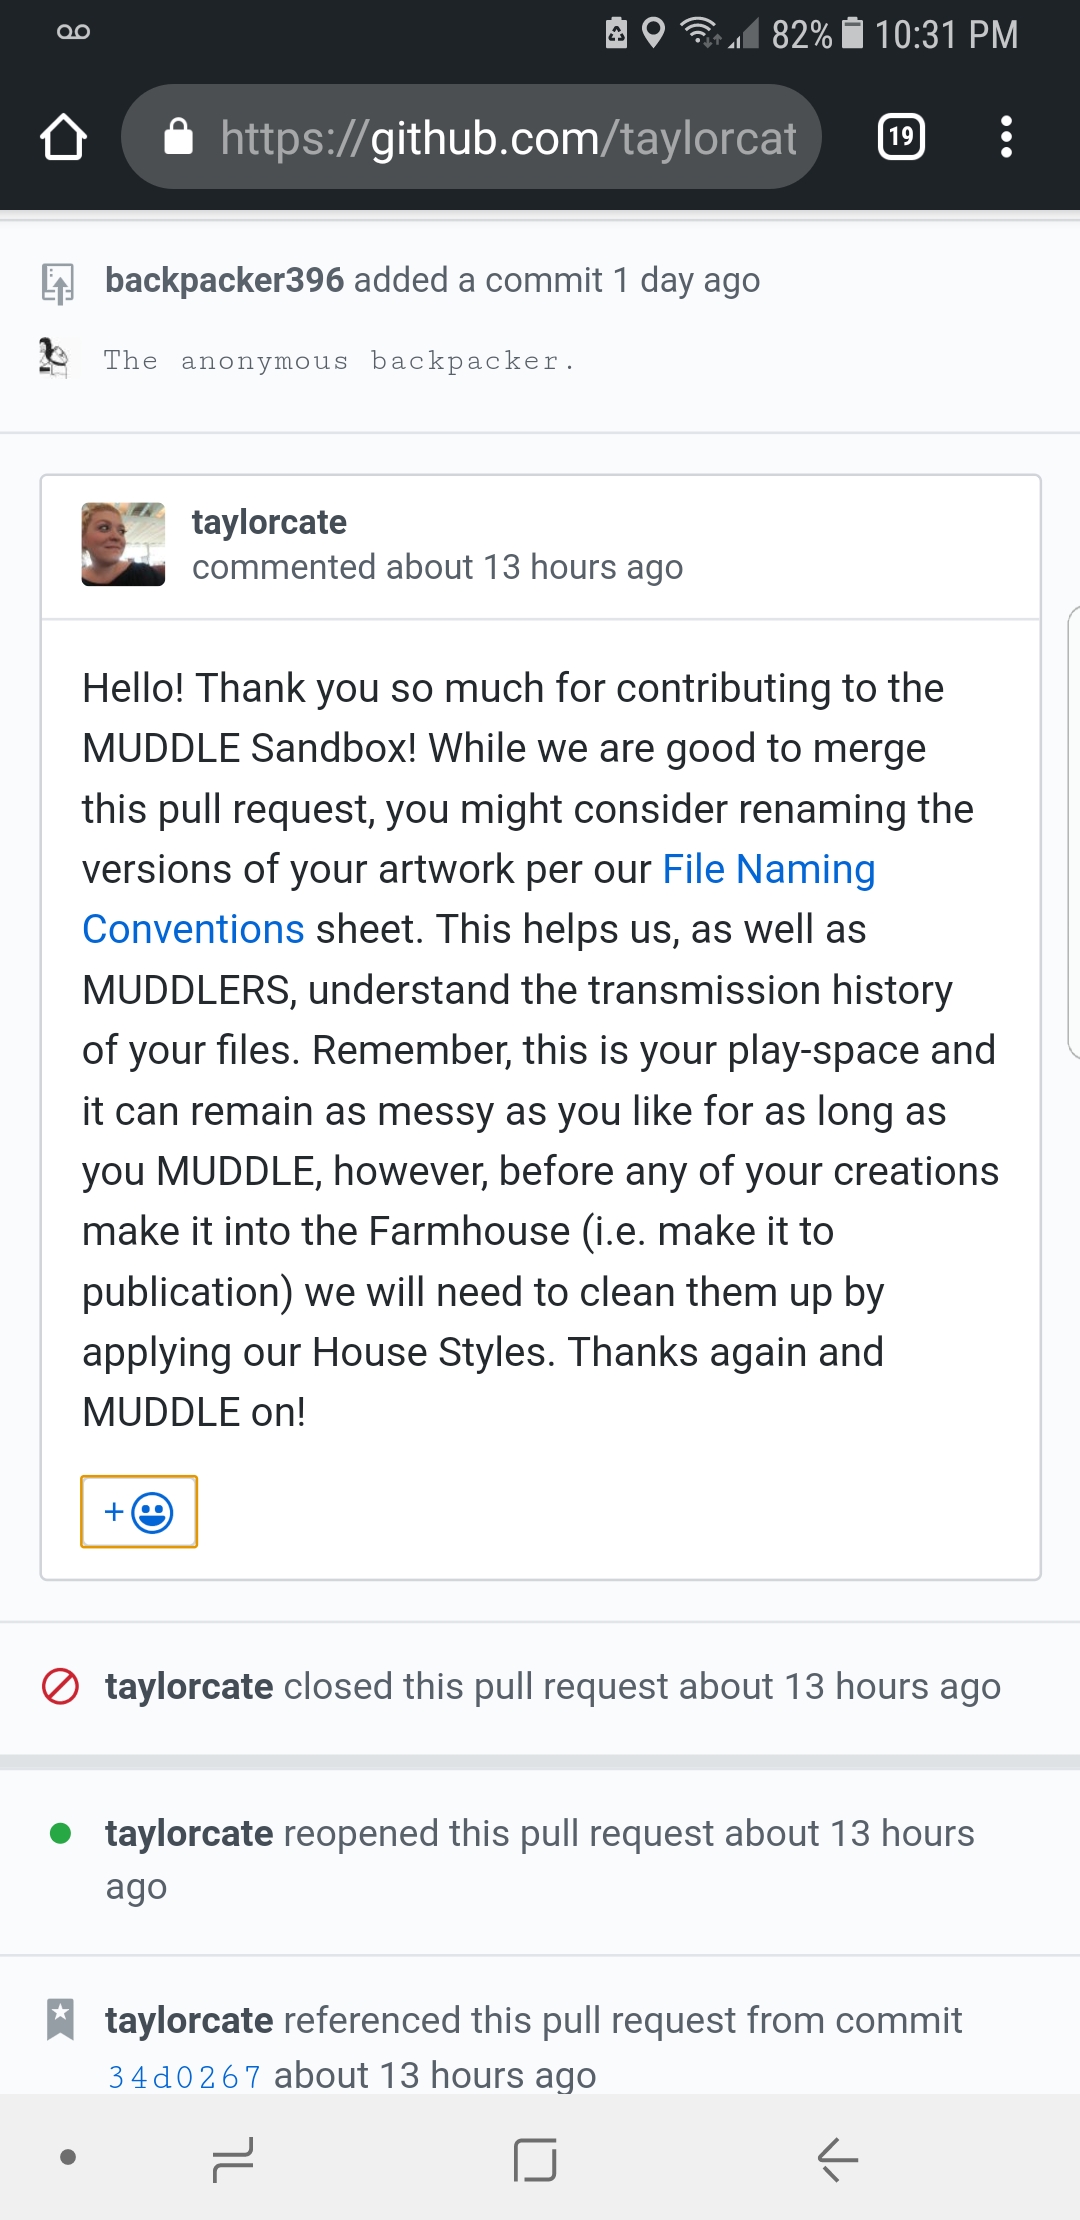 82% 10:31 PM
https://github.com/taylorcat
19
backpacker396 added a commit 1 day ago
The anonymous backpacker.
taylorcate
commented about 13 hours ago
Hello! Thank you so much for contributing to the
MUDDLE Sandbox! While we are good to merge
this pull request, you might consider renaming the
versions of your artwork per our File Naming
Conventions sheet. This helps us, as well as
MUDDLERS, understand the transmission history
of your files. Remember, this is your play-space and
it can remain as messy as you like for as long as
you MUDDLE, however, before any of your creations
make it into the Farmhouse (i.e. make it to
publication) we will need to clean them up by
applying our House Styles. Thanks again and
MUDDLE on!
+
taylorcate closed this pull request about 13 hours ago
taylorcate reopened this pull request about 13 hours
ago
taylorcate referenced this pull request from commit
34d0267 about 13 hours ago